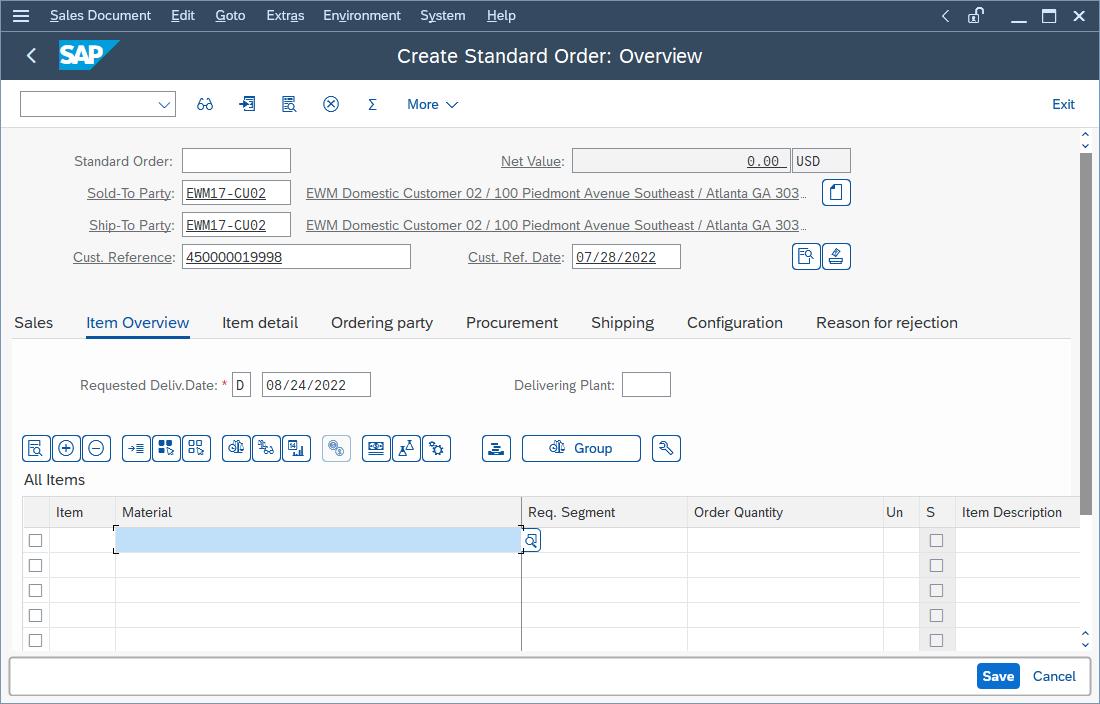 Sales Document Edit Goto Extras Environment System Help
SAP Create Standard Order: Overview
More Exit
Standard Order: Net Value: 0.00 USD
Sold-To Party: EWM17-CU02 EWM Domestic Customer 02 / 100 Piedmont Avenue Southeast / Atlanta GA 303...
Ship-To Party: EWM17-CU02 EWM Domestic Customer 02 / 100 Piedmont Avenue Southeast / Atlanta GA 303...
Cust. Reference: 450000019998 Cust. Ref. Date: 07/28/2022
Sales Item Overview Item detail Ordering party Procurement Shipping Configuration Reason for rejection
Requested Deliv.Date: * D 08/24/2022 Delivering Plant:
Group
All Items
Item Material Req. Segment Order Quantity Un S Item Description
Save Cancel